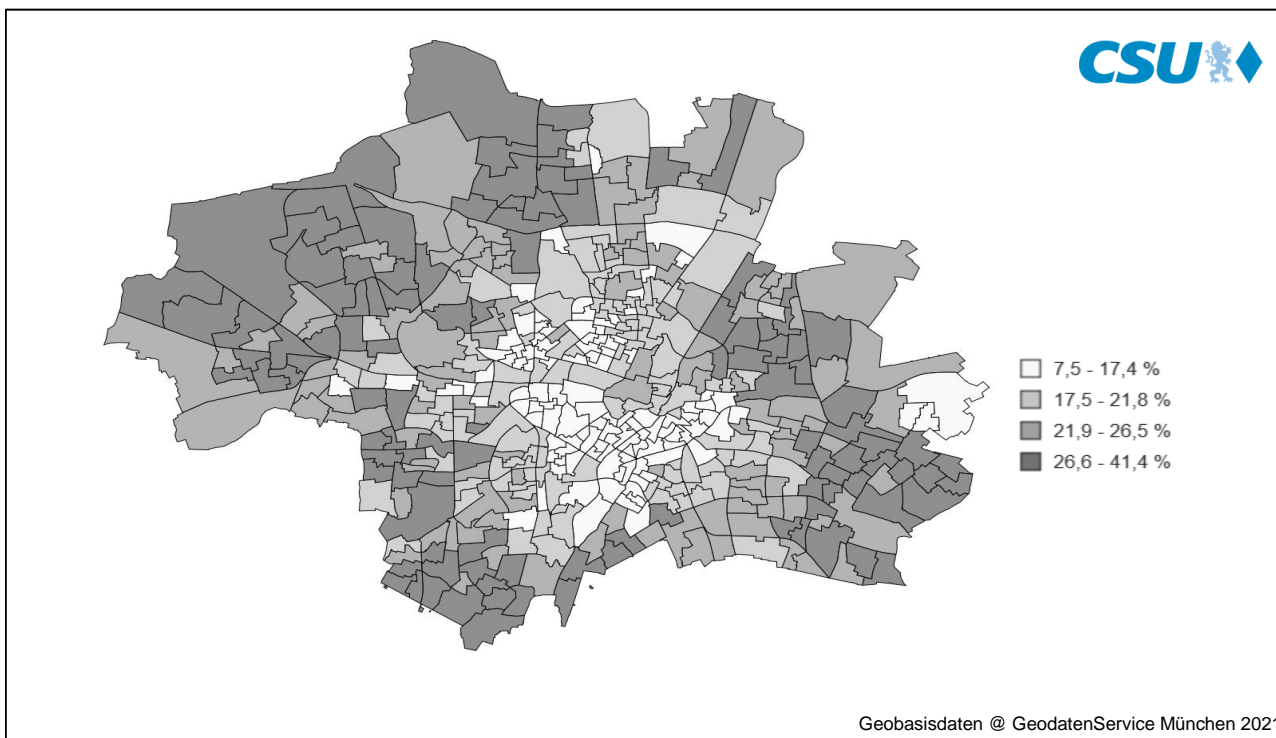 CSU
7,5 - 17,4 %
17,5 - 21,8 %
21,9 - 26,5 %
26,6 - 41,4 %
Geobasisdaten @ GeodatenService München 2021